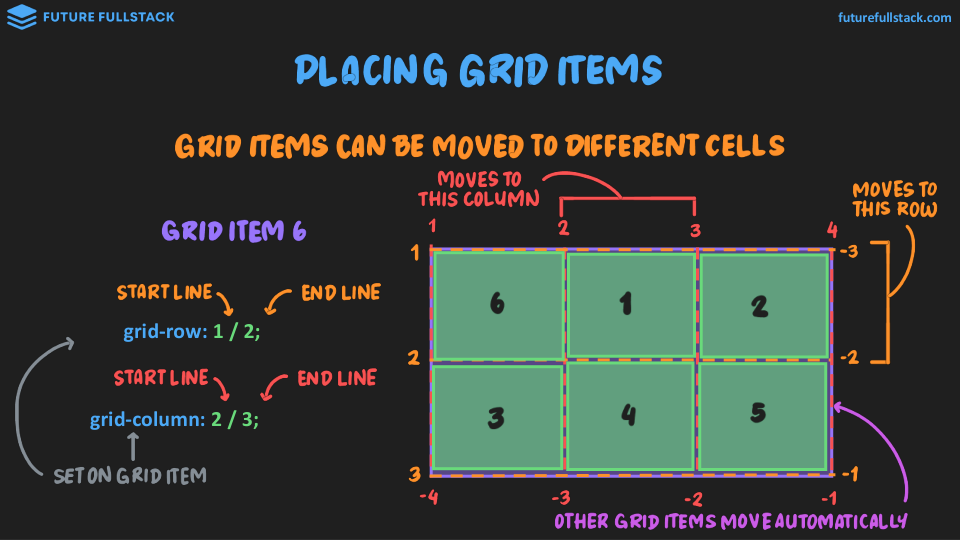 FUTURE FULLSTACK
futurefullstack.com
PLACING GRID ITEMS
GRID ITEMS CAN BE MOVED TO DIFFERENT CELLS
MOVES TO
THIS COLUMN
MOVES TO
THIS ROW
GRID ITEM 6
START LINE
END LINE
grid-row: 1 / 2;
START LINE
END LINE
grid-column: 2 / 3;
SET ON GRID ITEM
1 2 3 4
1 -3
6 1 2
2 -2
3 4 5
3 -1
-4 -3 -2 -1
OTHER GRID ITEMS MOVE AUTOMATICALLY